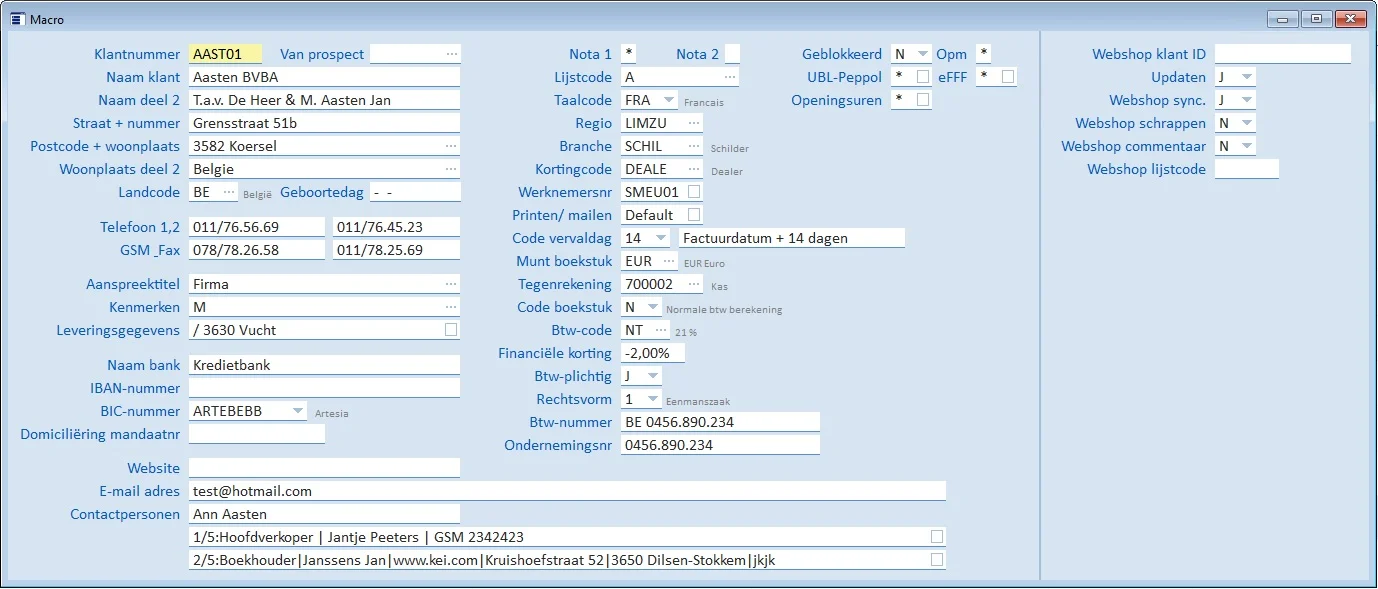 Macro
Klantnummer AAST01 Van prospect ...
Naam klant Aasten BVBA
Naam deel 2 T.a.v. De Heer & M. Aasten Jan
Straat + nummer Grensstraat 51b
Postcode + woonplaats 3582 Koersel ...
Woonplaats deel 2 Belgie ...
Landcode BE ... België Geboortedag - -
Telefoon 1,2 011/76.56.69 011/76.45.23
GSM _Fax 078/78.26.58 011/78.25.69
Aanspreektitel Firma ...
Kenmerken M ...
Leveringsgegevens / 3630 Vucht
Naam bank Kredietbank
IBAN-nummer
BIC-nummer ARTEBEBB Artesia
Domiciliëring mandaatnr
Website
E-mail adres test@hotmail.com
Contactpersonen Ann Aasten
1/5:Hoofdverkoper | Jantje Peeters | GSM 2342423
2/5:Boekhouder|Janssens Jan|www.kei.com|Kruishoefstraat 52|3650 Dilsen-Stokkem|jkjk
Nota 1 * Nota 2
Lijstcode A ...
Taalcode FRA Francais
Regio LIMZU ...
Branche SCHIL ... Schilder
Kortingcode DEALE ... Dealer
Werknemersnr SMEU01
Printen/ mailen Default
Code vervaldag 14 Factuurdatum + 14 dagen
Munt boekstuk EUR ... EUR Euro
Tegenrekening 700002 ... Kas
Code boekstuk N Normale btw berekening
Btw-code NT ... 21 %
Financiële korting -2,00%
Btw-plichtig J
Rechtsvorm 1 Eenmanszaak
Btw-nummer BE 0456.890.234
Ondernemingsnr 0456.890.234
Geblokkeerd N Opm *
UBL-Peppol * eFFF *
Openingsuren *
Webshop klant ID
Updaten J
Webshop sync. J
Webshop schrappen N
Webshop commentaar N
Webshop lijstcode